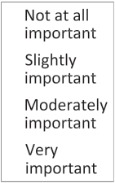 Not at all
important
Slightly
important
Moderately
important
Very
important